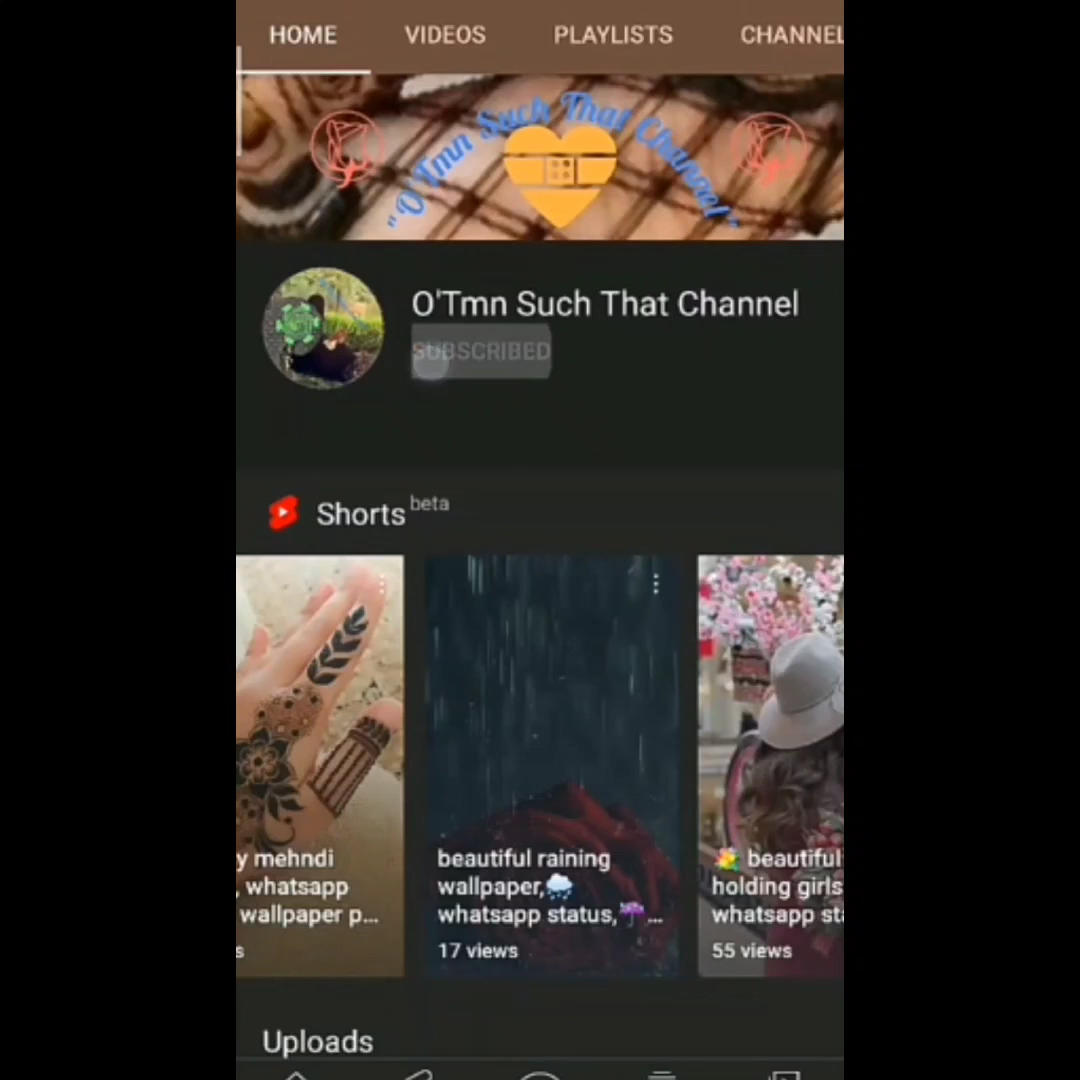 HOME VIDEOS PLAYLISTS CHANNEL
"O'Tmn Such That Channel"
O'Tmn Such That Channel
SUBSCRIBED
Shorts beta
y mehndi
, whatsapp
wallpaper p...
s
beautiful raining
wallpaper,🌧️
whatsapp status,☔...
17 views
💐 beautiful
holding girls
whatsapp sta
55 views
Uploads